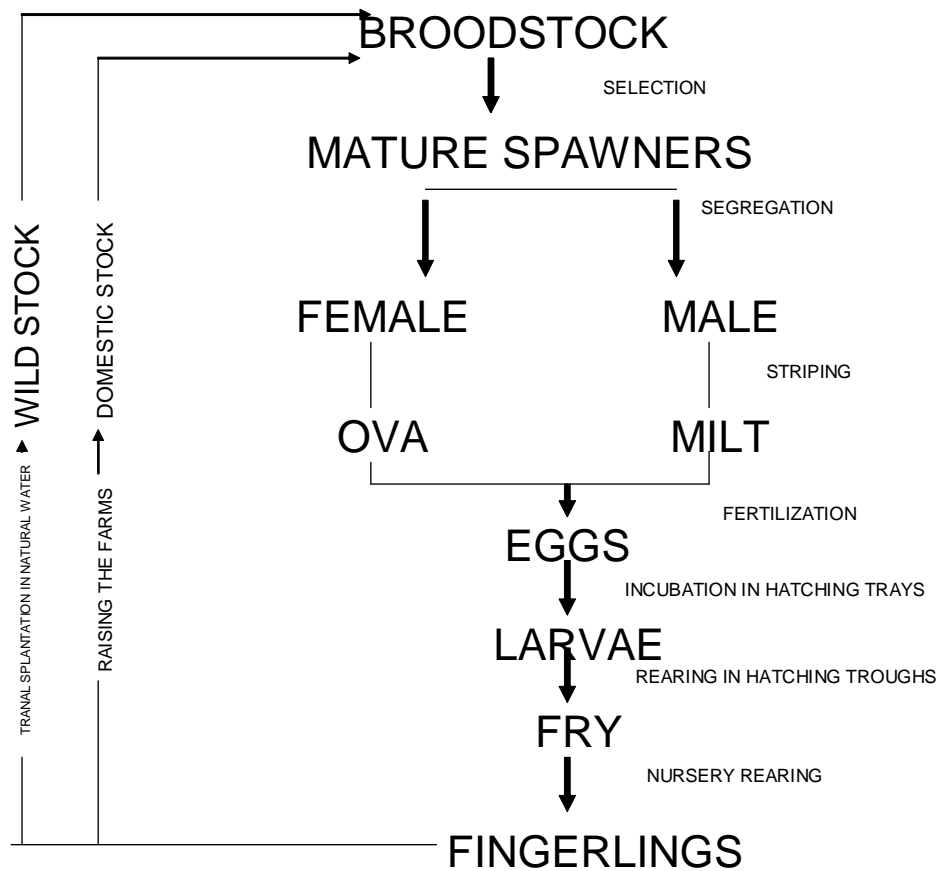 BROODSTOCK
SELECTION
MATURE SPAWNERS
SEGREGATION
FEMALE
MALE
STRIPING
OVA
MILT
FERTILIZATION
EGGS
INCUBATION IN HATCHING TRAYS
LARVAE
REARING IN HATCHING TROUGHS
FRY
NURSERY REARING
FINGERLINGS
WILD STOCK
TRANAL SPLANTATION IN NATURAL WATER
DOMESTIC STOCK
RAISING THE FARMS